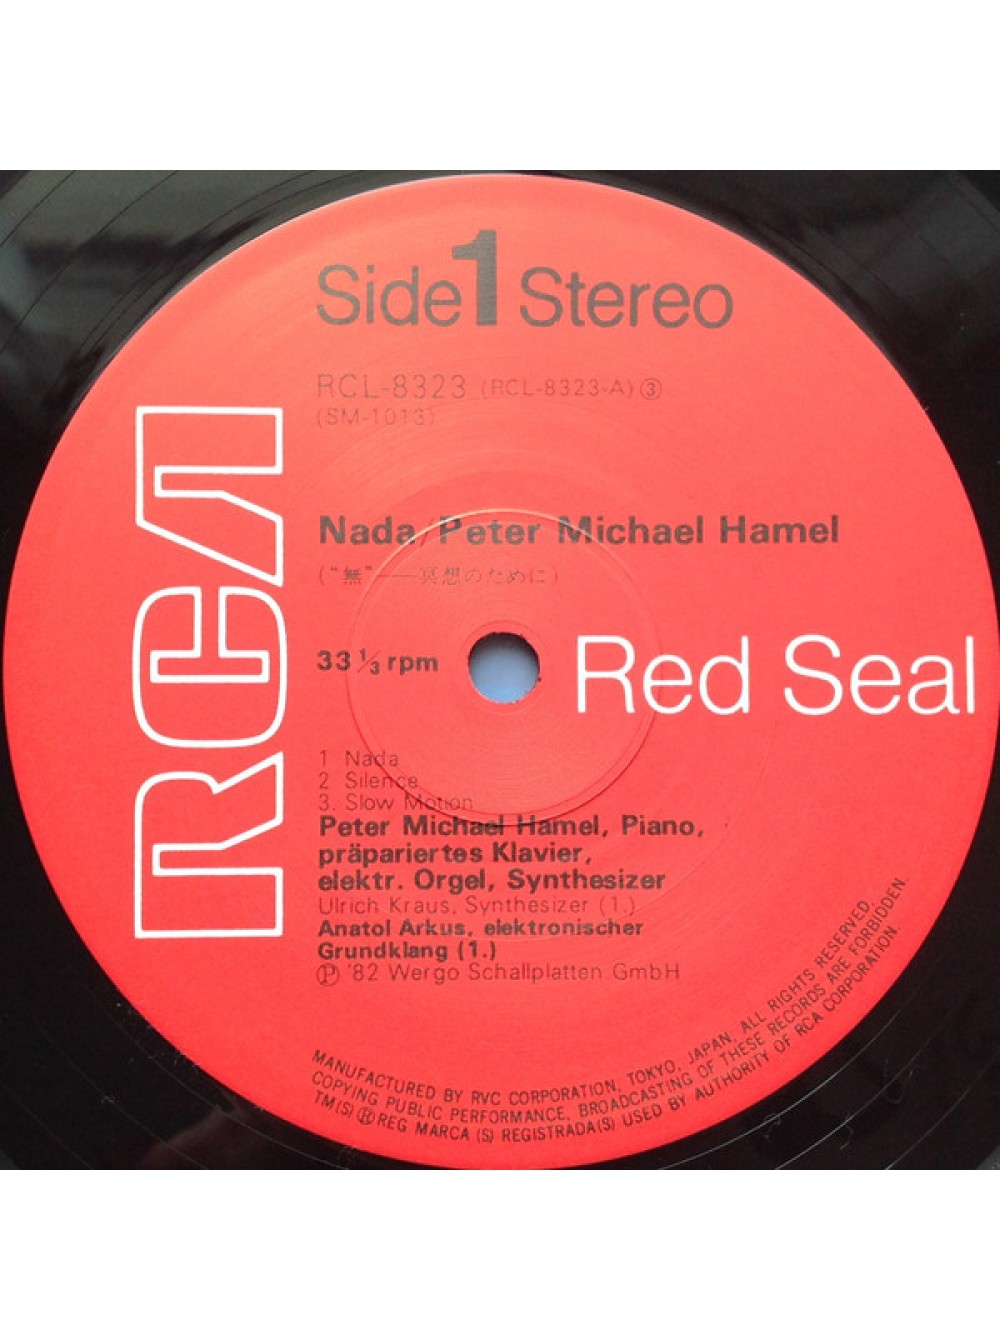 Side 1 Stereo
RCL-8323 (RCL-8323-A) ③
(SM-1013)
Nada/Peter Michael Hamel
("無"——冥想のために)
33 1/3 rpm
RCA
Red Seal
1 Nada
2 Silence
3. Slow Motion
Peter Michael Hamel, Piano,
präpariertes Klavier,
elektr. Orgel, Synthesizer
Ulrich Kraus, Synthesizer (1.)
Anatol Arkus, elektronischer
Grundklang (1.)
Ⓟ '82 Wergo Schallplatten GmbH
MANUFACTURED BY RVC CORPORATION, TOKYO, JAPAN, ALL RIGHTS RESERVED,
COPYING PUBLIC PERFORMANCE, BROADCASTING OF THESE RECORDS ARE FORBIDDEN.
TM(S) ® REG MARCA (S) REGISTRADA(S) USED BY AUTHORITY OF RCA CORPORATION.